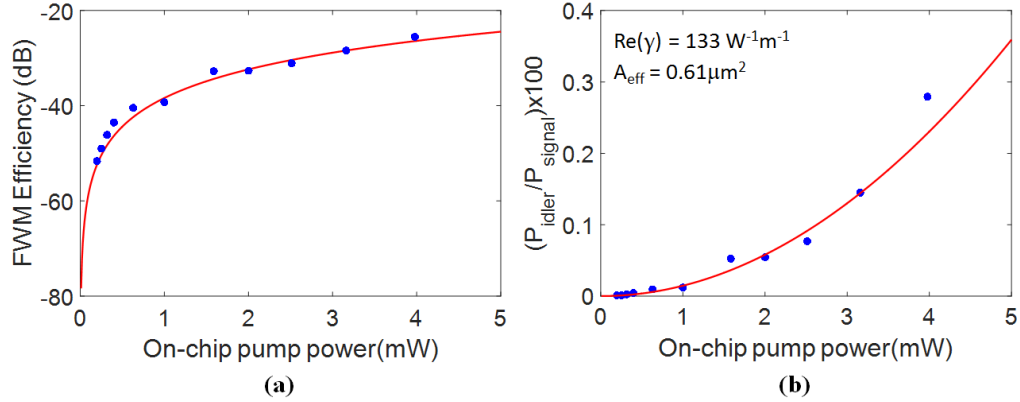 -20
-40
-60
-80
FWM Efficiency (dB)
0 1 2 3 4 5
On-chip pump power(mW)
(a)
Re(γ) = 133 W⁻¹m⁻¹
A_eff = 0.61μm²
0.4
0.3
0.2
0.1
0
(P_idler/P_signal)x100
0 1 2 3 4 5
On-chip pump power(mW)
(b)